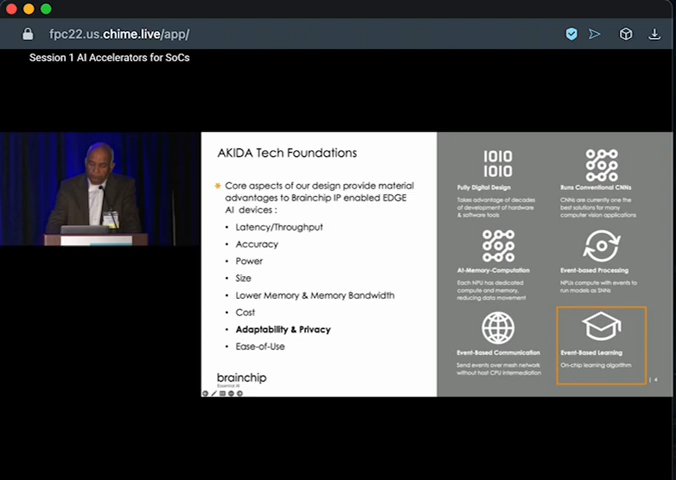 fpc22.us.chime.live/app/
Session 1 AI Accelerators for SoCs
AKIDA Tech Foundations
Core aspects of our design provide material
advantages to Brainchip IP enabled EDGE
AI devices :
• Latency/Throughput
• Accuracy
• Power
• Size
• Lower Memory & Memory Bandwidth
• Cost
• Adaptability & Privacy
• Ease-of-Use
brainchip
Essential AI
Fully Digital Design
Takes advantage of decades
of development of hardware
& software tools
Runs Conventional CNNs
CNNs are currently one the
best solutions for many
computer vision applications
At-Memory-Computation
Each NPU has dedicated
compute and memory,
reducing data movement
Event-based Processing
NPUs compute with events to
run models as SNNs
Event-Based Communication
Send events over mesh network
without host CPU intermediation
Event-Based Learning
On-chip learning algorithm
| 4